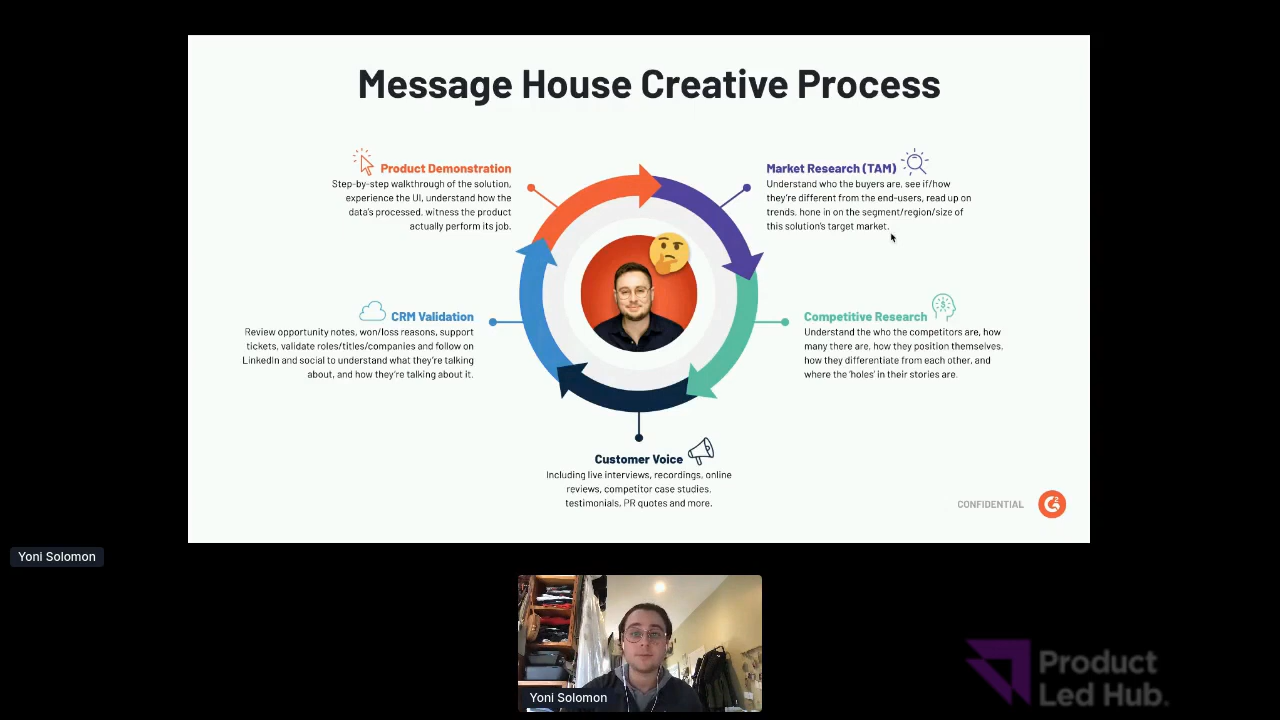 Message House Creative Process
Product Demonstration
Step-by-step walkthrough of the solution,
experience the UI, understand how the
data's processed, witness the product
actually perform its job.
Market Research (TAM)
Understand who the buyers are, see if/how
they're different from the end-users, read up on
trends, hone in on the segment/region/size of
this solution's target market.
CRM Validation
Review opportunity notes, won/loss reasons, support
tickets, validate roles/titles/companies and follow on
LinkedIn and social to understand what they're talking
about, and how they're talking about it.
Competitive Research
Understand the who the competitors are, how
many there are, how they position themselves,
how they differentiate from each other, and
where the 'holes' in their stories are.
Customer Voice
Including live interviews, recordings, online
reviews, competitor case studies,
testimonials, PR quotes and more.
CONFIDENTIAL
G2
Yoni Solomon
Yoni Solomon
Product
Led Hub.